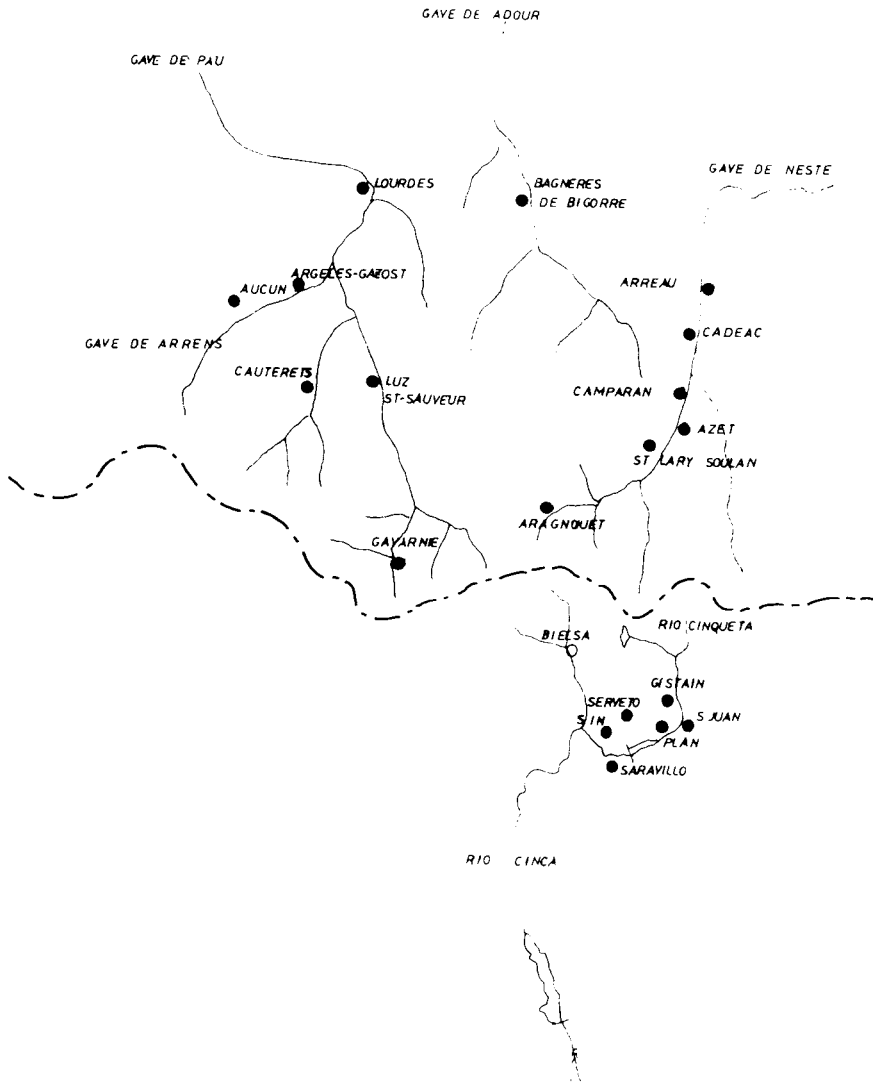 GAVE DE ADOUR
GAVE DE PAU
GAVE DE NESTE
LOURDES
BAGNERES
DE BIGORRE
ARGELES-GAZOST
AUCUN
ARREAU
CADEAC
GAVE DE ARRENS
CAUTERETS
LUZ
ST-SAUVEUR
CAMPARAN
AZET
ST LARY SOULAN
ARAGNOUET
GAVARNIE
RIO CINQUETA
BIELSA
GISTAIN
SERVETO
S JUAN
SIN
PLAN
SARAVILLO
RIO CINCA